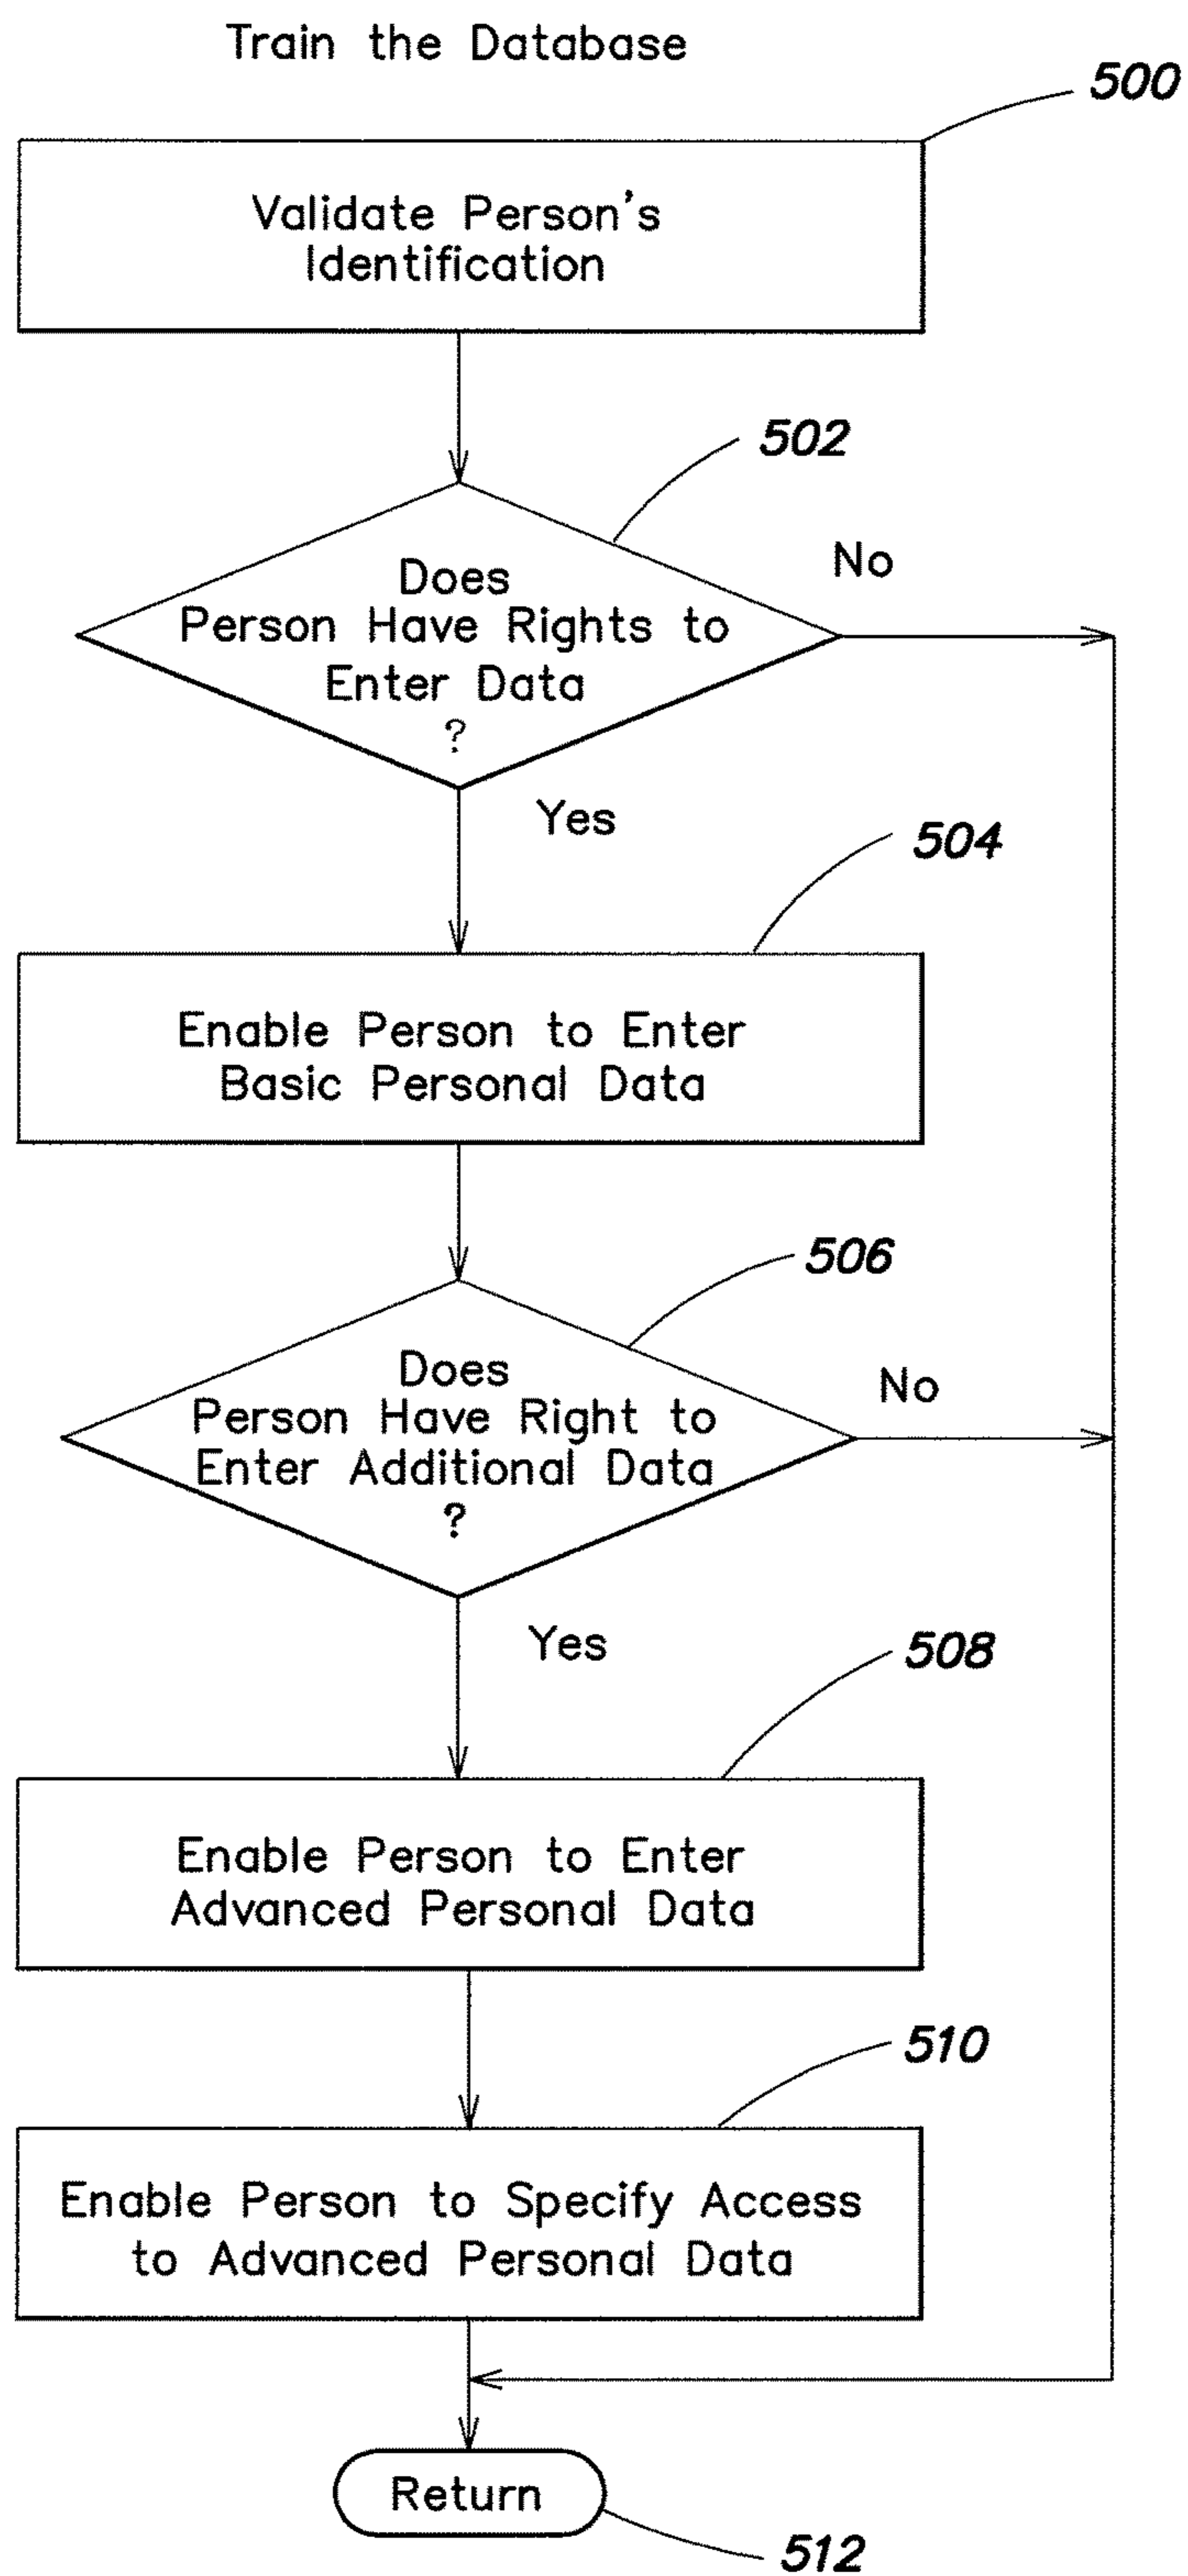 Train the Database
500
Validate Person's
Identification
502
Does
Person Have Rights to
Enter Data
?
No
Yes
504
Enable Person to Enter
Basic Personal Data
506
Does
Person Have Right to
Enter Additional Data
?
No
Yes
508
Enable Person to Enter
Advanced Personal Data
510
Enable Person to Specify Access
to Advanced Personal Data
Return
512